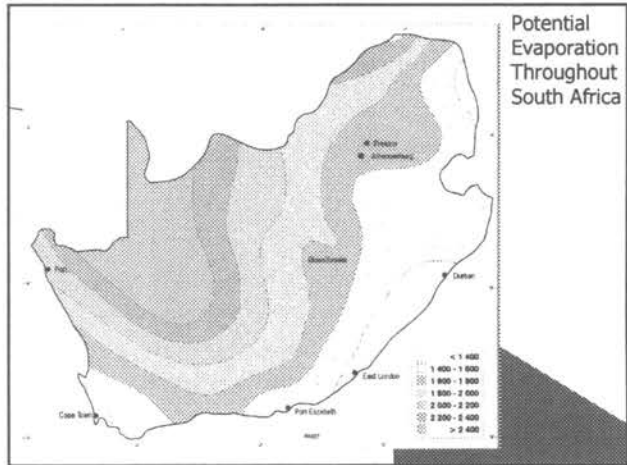 Potential
Evaporation
Throughout
South Africa
Pretoria
Johannesburg
Bloemfontein
Durban
East London
Port Elizabeth
Cape Town
< 1 400
1 400 - 1 600
1 600 - 1 800
1 800 - 2 000
2 000 - 2 200
2 200 - 2 400
> 2 400